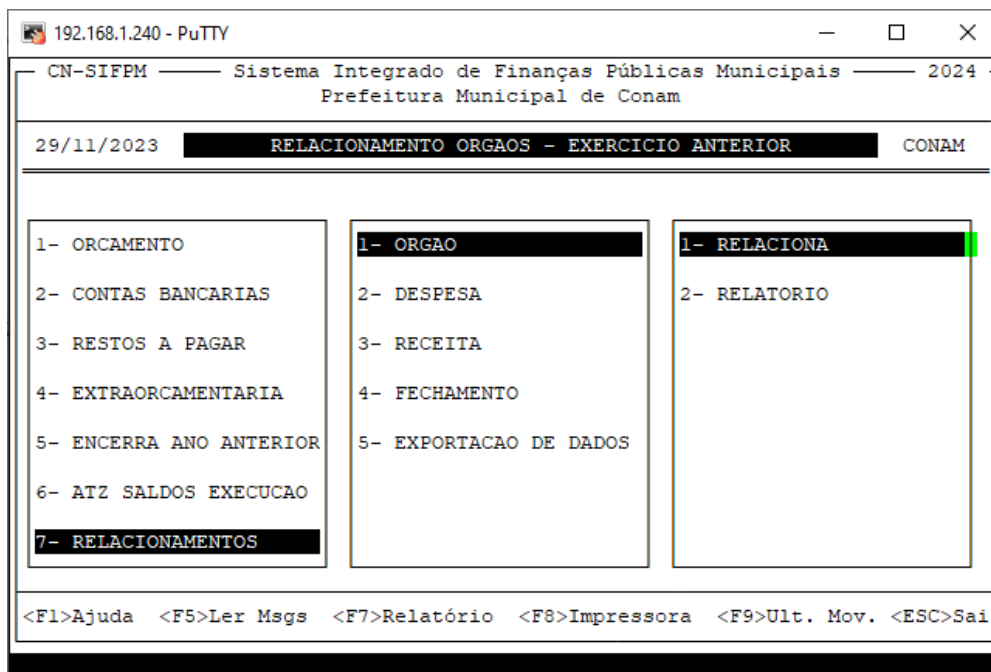 192.168.1.240 - PuTTY
CN-SIFPM Sistema Integrado de Finanças Públicas Municipais 2024
Prefeitura Municipal de Conam
29/11/2023 RELACIONAMENTO ORGAOS - EXERCICIO ANTERIOR CONAM
1- ORCAMENTO
2- CONTAS BANCARIAS
3- RESTOS A PAGAR
4- EXTRAORCAMENTARIA
5- ENCERRA ANO ANTERIOR
6- ATZ SALDOS EXECUCAO
7- RELACIONAMENTOS
1- ORGAO
2- DESPESA
3- RECEITA
4- FECHAMENTO
5- EXPORTACAO DE DADOS
1- RELACIONA
2- RELATORIO
<F1>Ajuda <F5>Ler Msgs <F7>Relatório <F8>Impressora <F9>Ult. Mov. <ESC>Sai